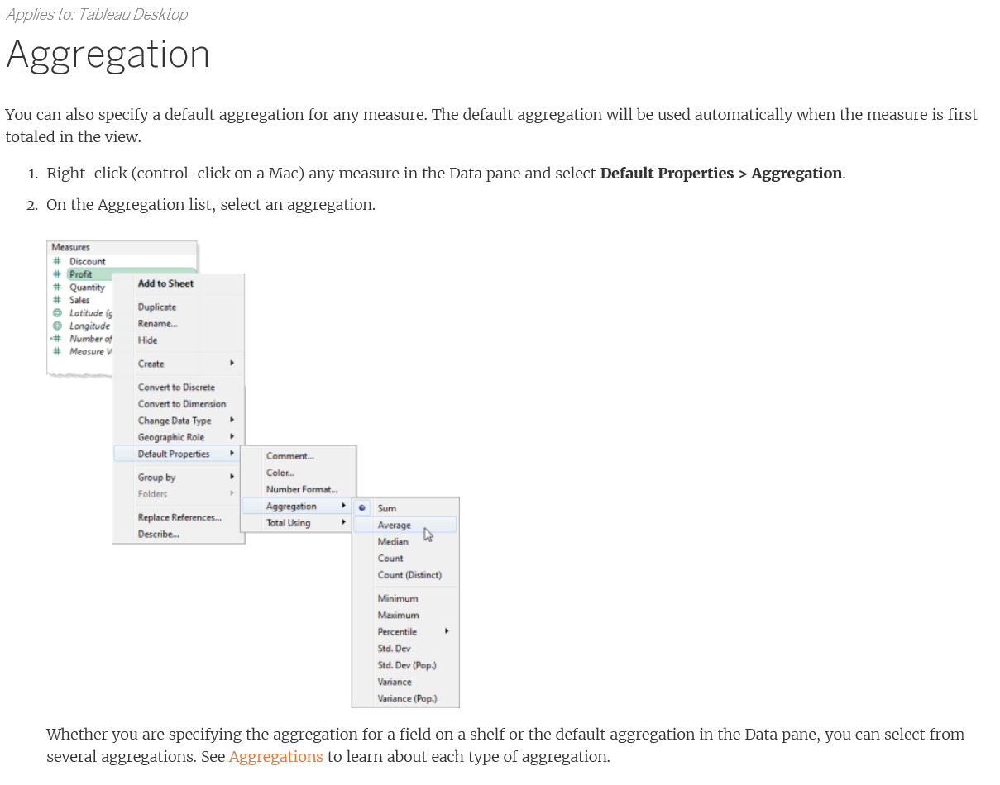 Applies to: Tableau Desktop
Aggregation
You can also specify a default aggregation for any measure. The default aggregation will be used automatically when the measure is first
totaled in the view.
1. Right-click (control-click on a Mac) any measure in the Data pane and select Default Properties > Aggregation.
2. On the Aggregation list, select an aggregation.
Measures
Discount
Profit
Quantity
Sales
Latitude (g
Longitude
Number of
Measure V
Add to Sheet
Duplicate
Rename...
Hide
Create
Convert to Discrete
Convert to Dimension
Change Data Type
Geographic Role
Default Properties
Group by
Folders
Replace References...
Describe...
Comment...
Color...
Number Format...
Aggregation
Total Using
Sum
Average
Median
Count
Count (Distinct)
Minimum
Maximum
Percentile
Std. Dev
Std. Dev (Pop.)
Variance
Variance (Pop.)
Whether you are specifying the aggregation for a field on a shelf or the default aggregation in the Data pane, you can select from
several aggregations. See Aggregations to learn about each type of aggregation.